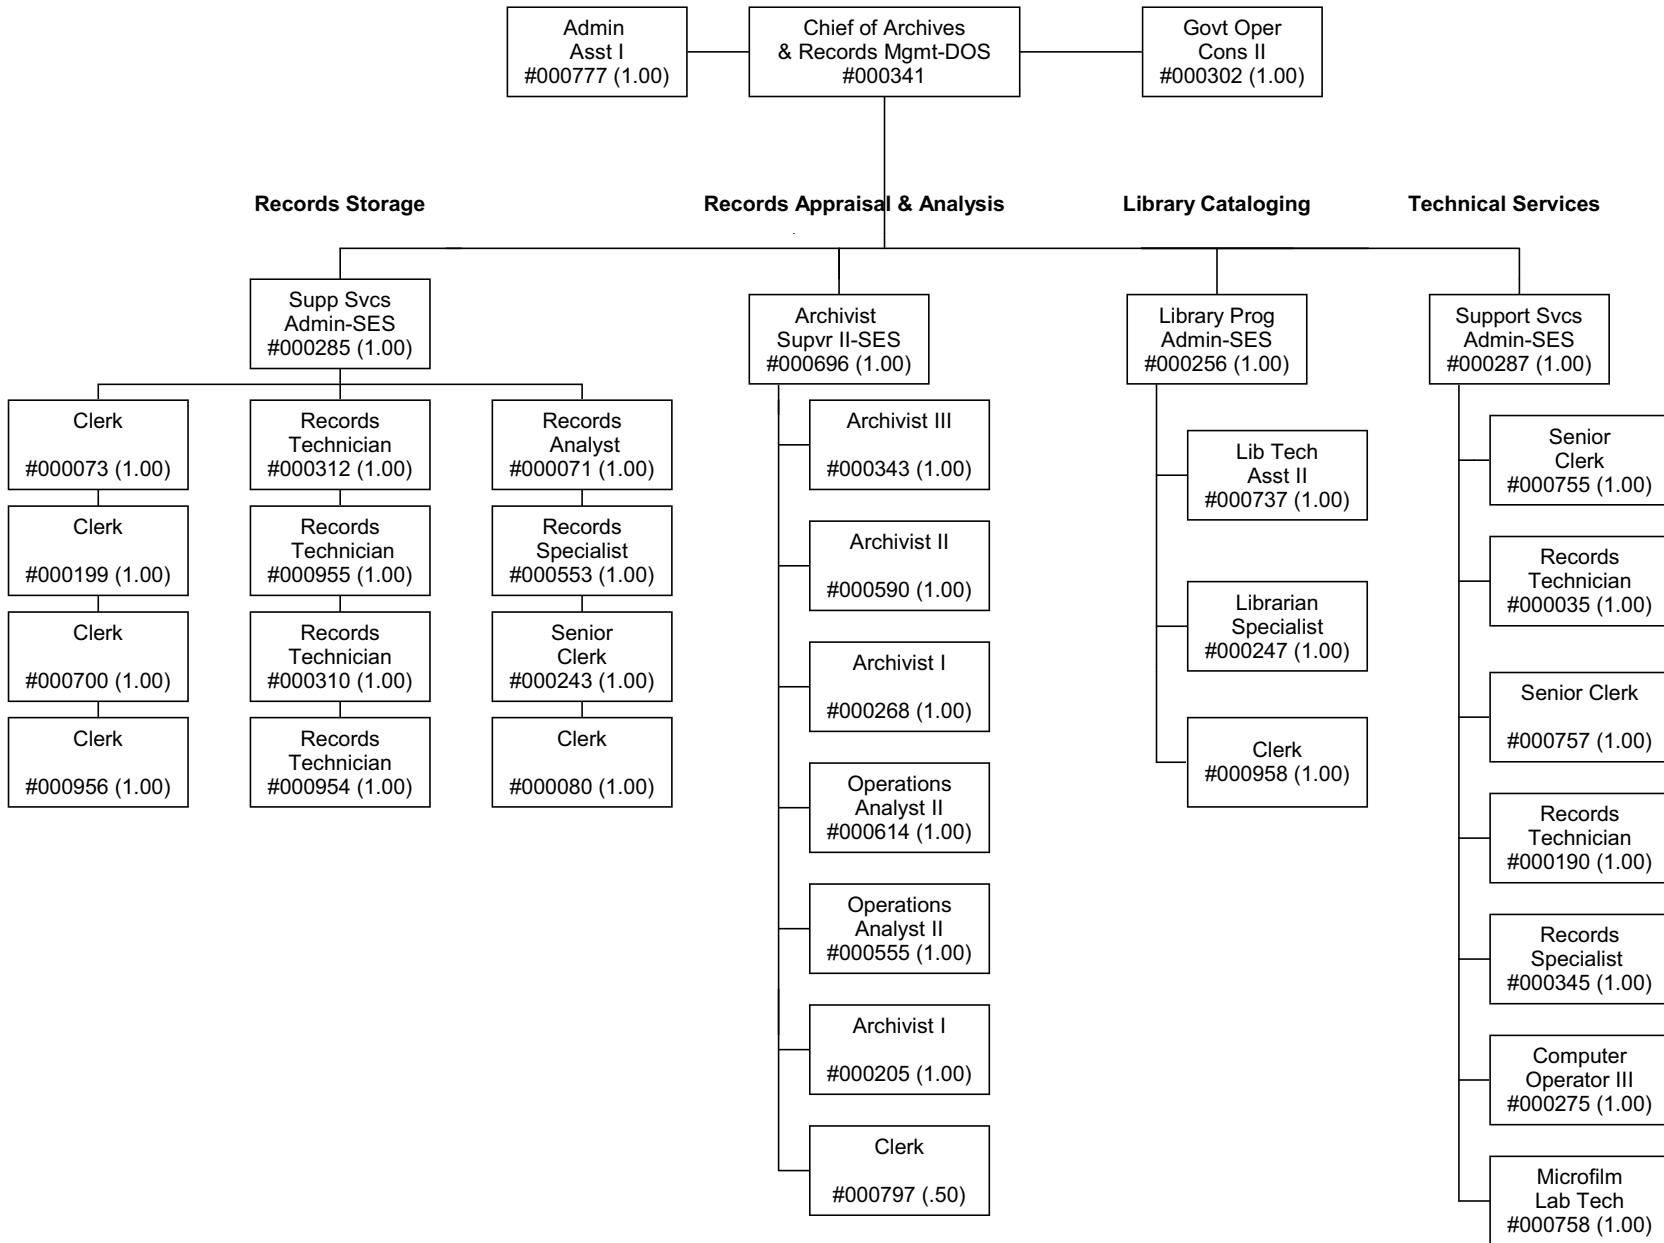 Admin
Asst I
#000777 (1.00)
Chief of Archives
& Records Mgmt-DOS
#000341
Govt Oper
Cons II
#000302 (1.00)
Records Storage
Records Appraisal & Analysis
Library Cataloging
Technical Services
Supp Svcs
Admin-SES
#000285 (1.00)
Clerk
#000073 (1.00)
Clerk
#000199 (1.00)
Clerk
#000700 (1.00)
Clerk
#000956 (1.00)
Records
Technician
#000312 (1.00)
Records
Technician
#000955 (1.00)
Records
Technician
#000310 (1.00)
Records
Technician
#000954 (1.00)
Records
Analyst
#000071 (1.00)
Records
Specialist
#000553 (1.00)
Senior
Clerk
#000243 (1.00)
Clerk
#000080 (1.00)
Archivist
Supvr II-SES
#000696 (1.00)
Archivist III
#000343 (1.00)
Archivist II
#000590 (1.00)
Archivist I
#000268 (1.00)
Operations
Analyst II
#000614 (1.00)
Operations
Analyst II
#000555 (1.00)
Archivist I
#000205 (1.00)
Clerk
#000797 (.50)
Library Prog
Admin-SES
#000256 (1.00)
Lib Tech
Asst II
#000737 (1.00)
Librarian
Specialist
#000247 (1.00)
Clerk
#000958 (1.00)
Support Svcs
Admin-SES
#000287 (1.00)
Senior
Clerk
#000755 (1.00)
Records
Technician
#000035 (1.00)
Senior Clerk
#000757 (1.00)
Records
Technician
#000190 (1.00)
Records
Specialist
#000345 (1.00)
Computer
Operator III
#000275 (1.00)
Microfilm
Lab Tech
#000758 (1.00)